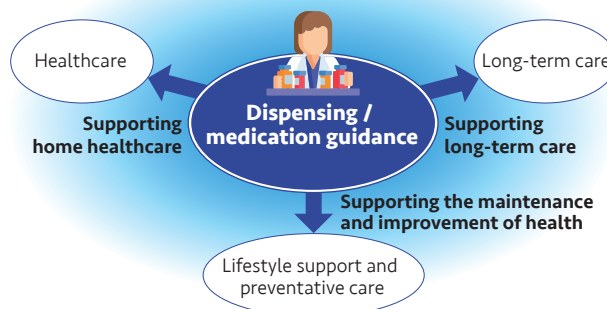 Healthcare
Long-term care
Dispensing /
medication guidance
Supporting
home healthcare
Supporting
long-term care
Supporting the maintenance
and improvement of health
Lifestyle support and
preventative care